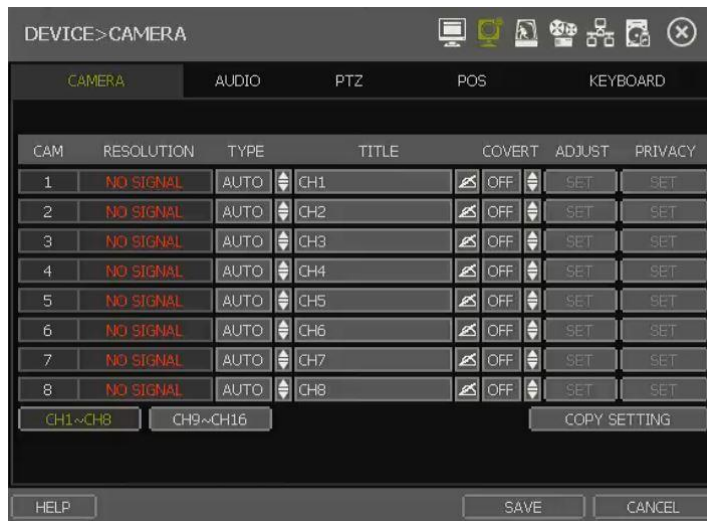 DEVICE>CAMERA
CAMERA AUDIO PTZ POS KEYBOARD
CAM RESOLUTION TYPE TITLE COVERT ADJUST PRIVACY
1 NO SIGNAL AUTO CH1 OFF SET SET
2 NO SIGNAL AUTO CH2 OFF SET SET
3 NO SIGNAL AUTO CH3 OFF SET SET
4 NO SIGNAL AUTO CH4 OFF SET SET
5 NO SIGNAL AUTO CH5 OFF SET SET
6 NO SIGNAL AUTO CH6 OFF SET SET
7 NO SIGNAL AUTO CH7 OFF SET SET
8 NO SIGNAL AUTO CH8 OFF SET SET
CH1~CH8 CH9~CH16 COPY SETTING
HELP SAVE CANCEL